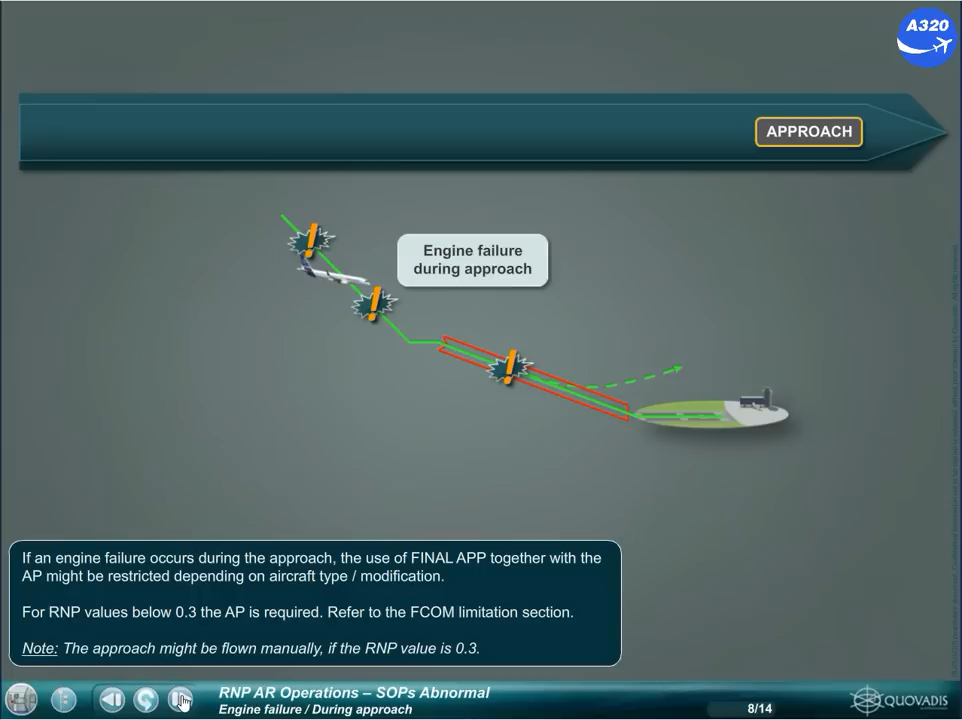 A320
APPROACH
Engine failure
during approach
If an engine failure occurs during the approach, the use of FINAL APP together with the
AP might be restricted depending on aircraft type / modification.
For RNP values below 0.3 the AP is required. Refer to the FCOM limitation section.
Note: The approach might be flown manually, if the RNP value is 0.3.
RNP AR Operations – SOPs Abnormal
Engine failure / During approach
8/14
QUOVADIS